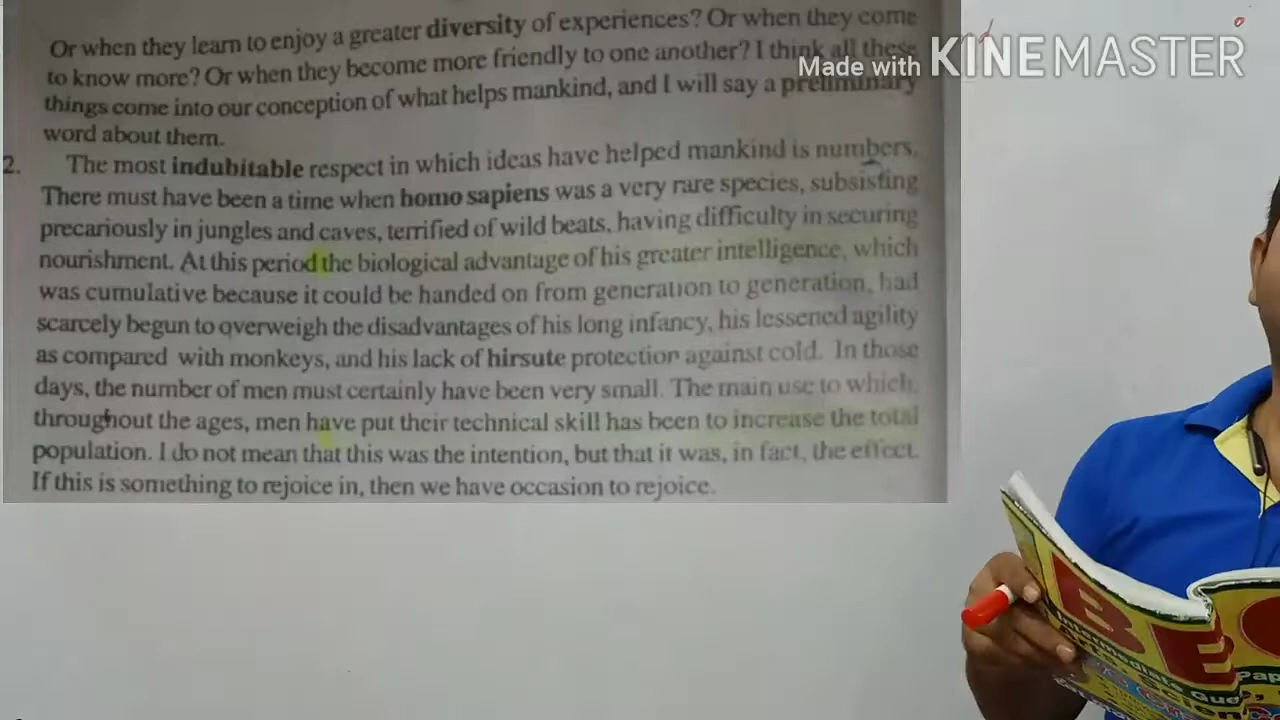 Or when they learn to enjoy a greater diversity of experiences? Or when they come
to know more? Or when they become more friendly to one another? I think all these
things come into our conception of what helps mankind, and I will say a preliminary
word about them.
2. The most indubitable respect in which ideas have helped mankind is numbers.
There must have been a time when homo sapiens was a very rare species, subsisting
precariously in jungles and caves, terrified of wild beats, having difficulty in securing
nourishment. At this period the biological advantage of his greater intelligence, which
was cumulative because it could be handed on from generation to generation, had
scarcely begun to overweigh the disadvantages of his long infancy, his lessened agility
as compared with monkeys, and his lack of hirsute protection against cold. In those
days, the number of men must certainly have been very small. The main use to which,
throughout the ages, men have put their technical skill has been to increase the total
population. I do not mean that this was the intention, but that it was, in fact, the effect.
If this is something to rejoice in, then we have occasion to rejoice.
Made with KINEMASTER
BE
Intermediate Gu
Arts, Scien
Pap